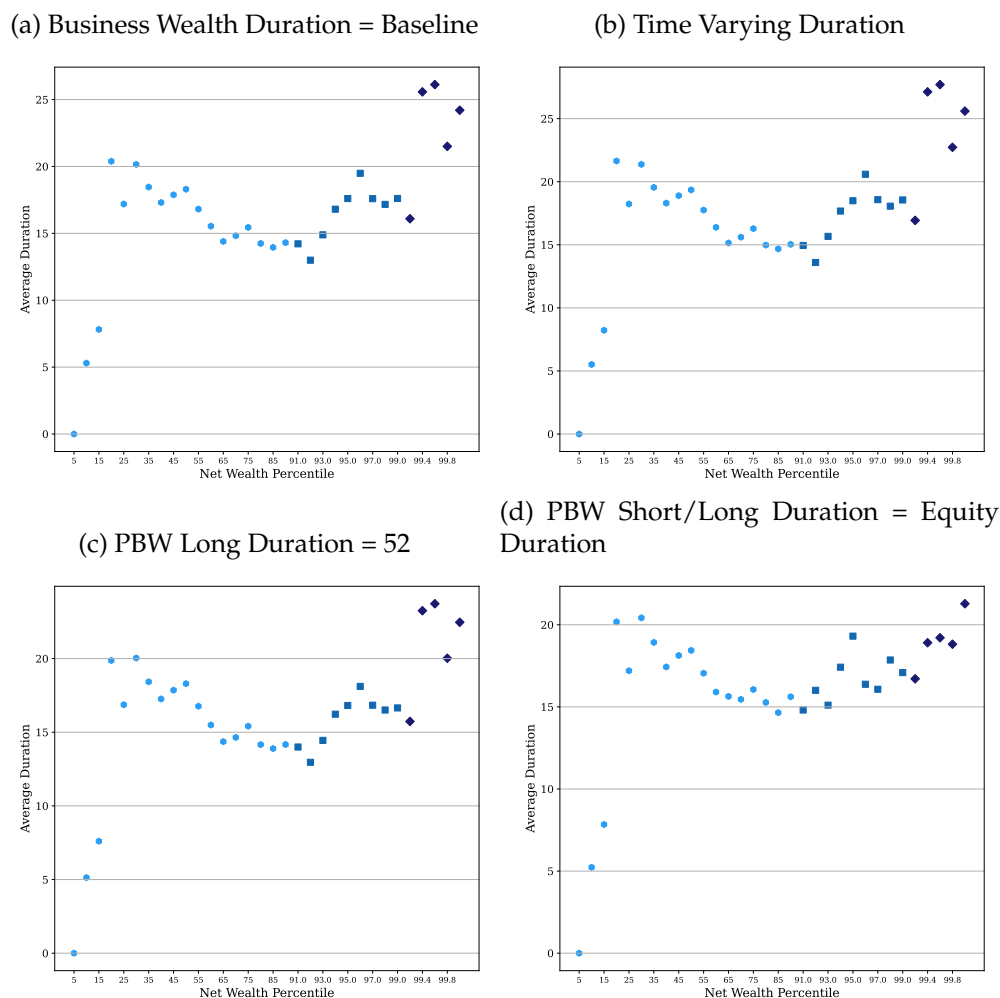 (a) Business Wealth Duration = Baseline
25
20
15
10
5
0
Average Duration
5 15 25 35 45 55 65 75 85 91.0 93.0 95.0 97.0 99.0 99.4 99.8
Net Wealth Percentile
(b) Time Varying Duration
25
20
15
10
5
0
Average Duration
5 15 25 35 45 55 65 75 85 91.0 93.0 95.0 97.0 99.0 99.4 99.8
Net Wealth Percentile
(c) PBW Long Duration = 52
20
15
10
5
0
Average Duration
5 15 25 35 45 55 65 75 85 91.0 93.0 95.0 97.0 99.0 99.4 99.8
Net Wealth Percentile
(d) PBW Short/Long Duration = Equity
Duration
20
15
10
5
0
Average Duration
5 15 25 35 45 55 65 75 85 91.0 93.0 95.0 97.0 99.0 99.4 99.8
Net Wealth Percentile